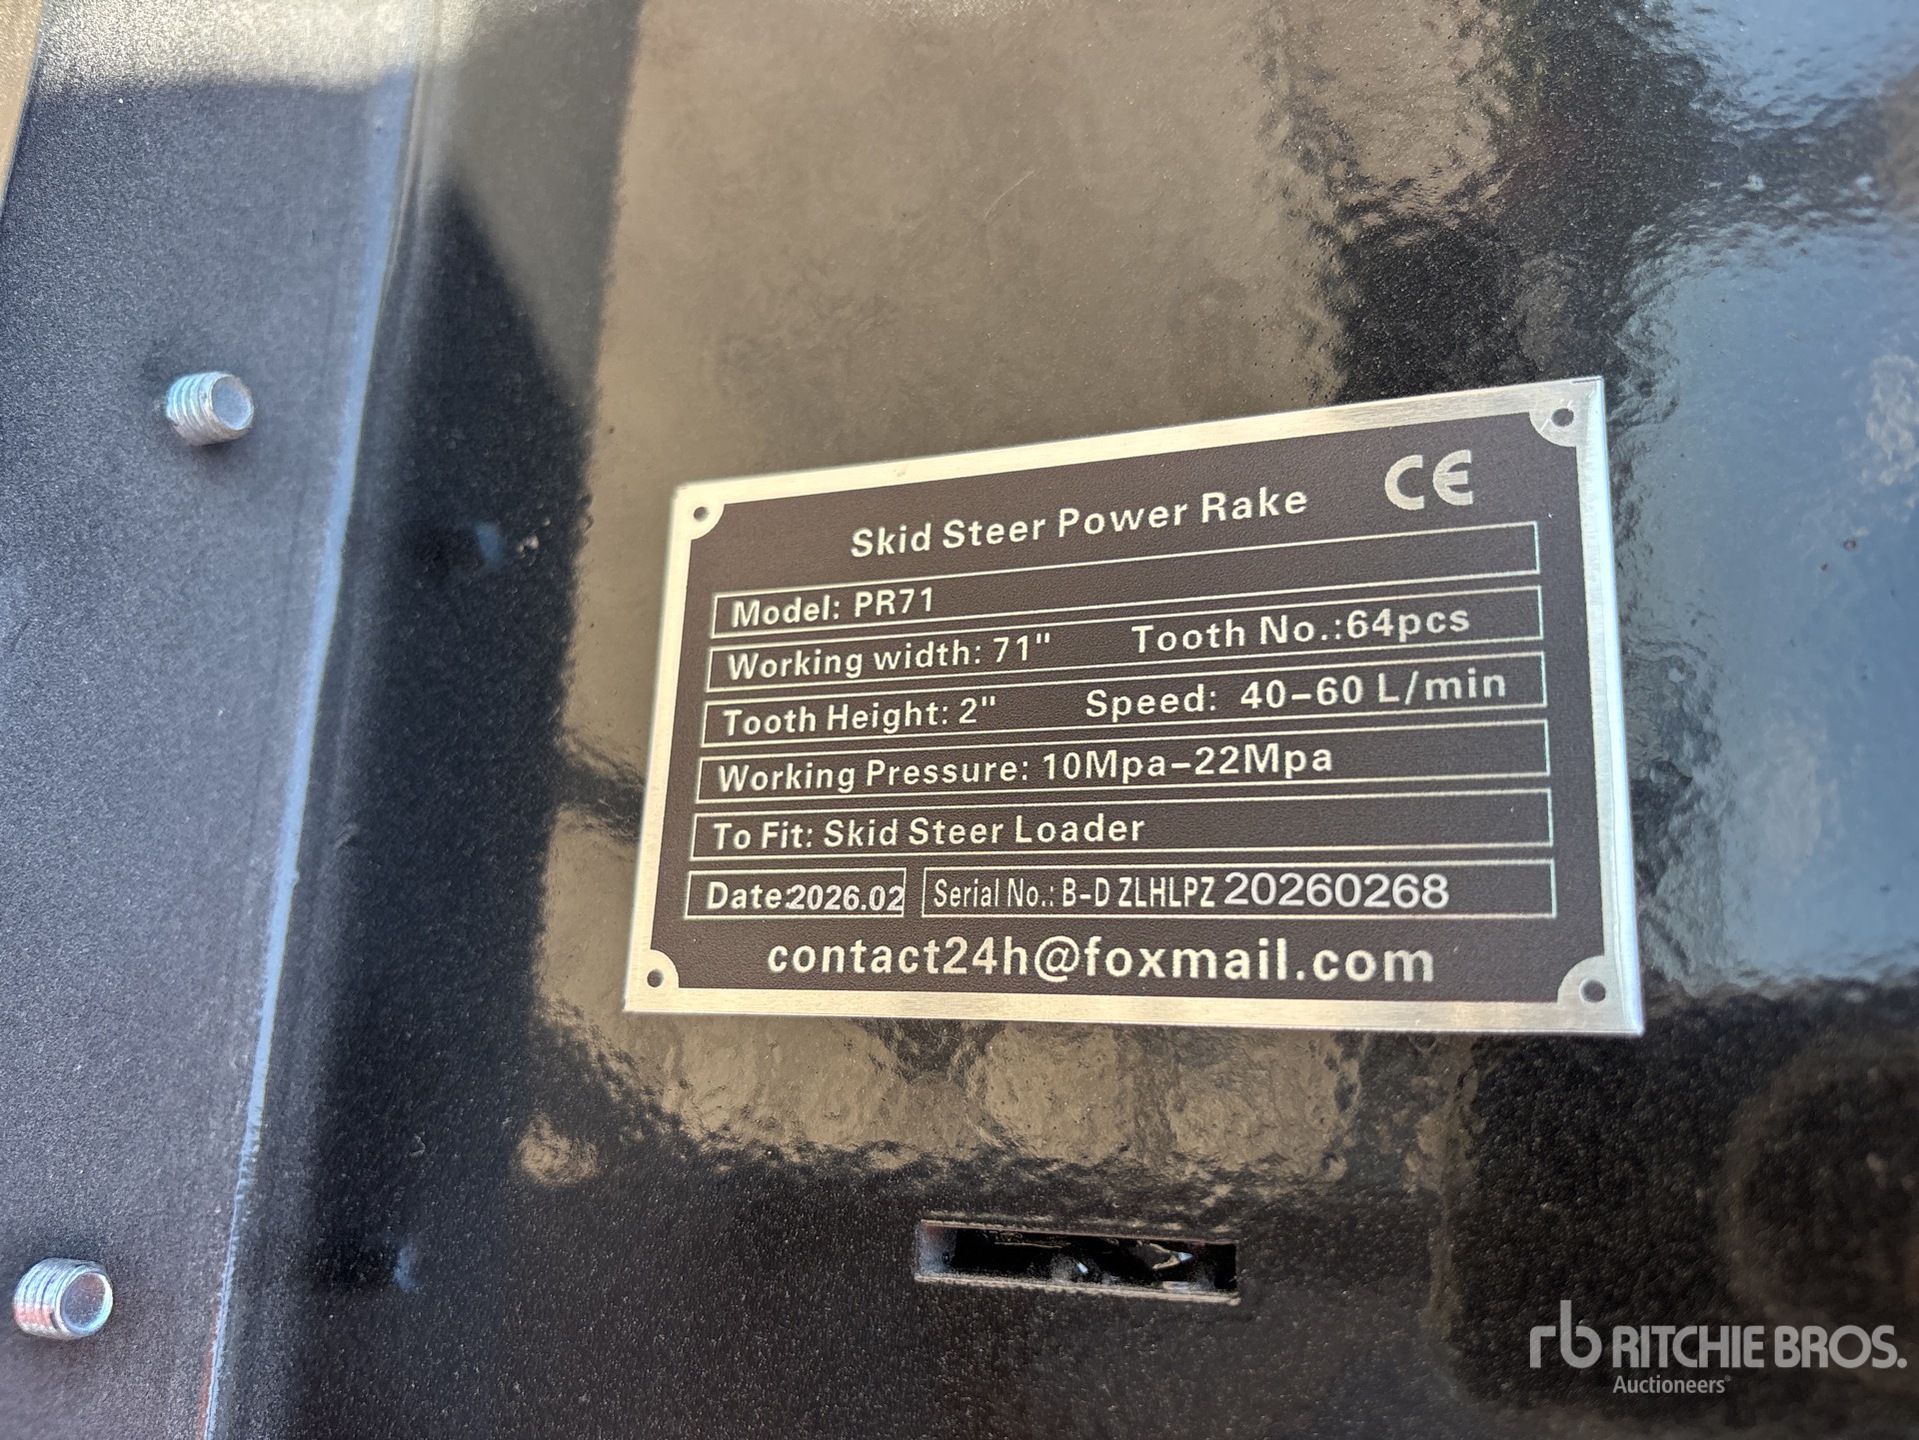 Skid Steer Power Rake CE
Model: PR71
Working width: 71" Tooth No.:64pcs
Tooth Height: 2" Speed: 40-60 L/min
Working Pressure: 10Mpa-22Mpa
To Fit: Skid Steer Loader
Date:2026.02 Serial No.: B-D ZLHLPZ 20260268
contact24h@foxmail.com
rb RITCHIE BROS.
Auctioneers